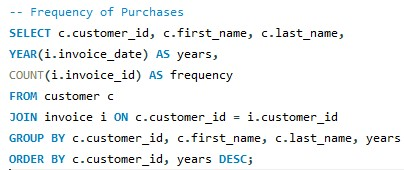 -- Frequency of Purchases
SELECT c.customer_id, c.first_name, c.last_name,
YEAR(i.invoice_date) AS years,
COUNT(i.invoice_id) AS frequency
FROM customer c
JOIN invoice i ON c.customer_id = i.customer_id
GROUP BY c.customer_id, c.first_name, c.last_name, years
ORDER BY c.customer_id, years DESC;